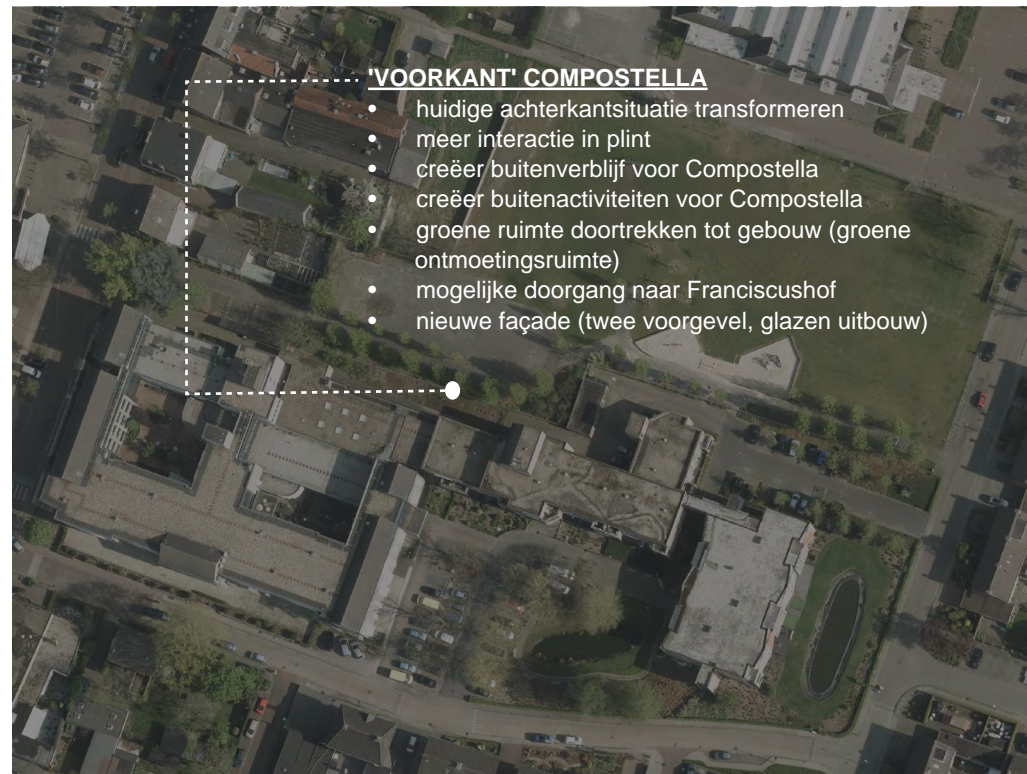 'VOORKANT' COMPOSTELLA
• huidige achterkantsituatie transformeren
• meer interactie in plint
• creëer buitenverblijf voor Compostella
• creëer buitenactiviteiten voor Compostella
• groene ruimte doortrekken tot gebouw (groene
ontmoetingsruimte)
• mogelijke doorgang naar Franciscushof
• nieuwe façade (twee voorgevel, glazen uitbouw)